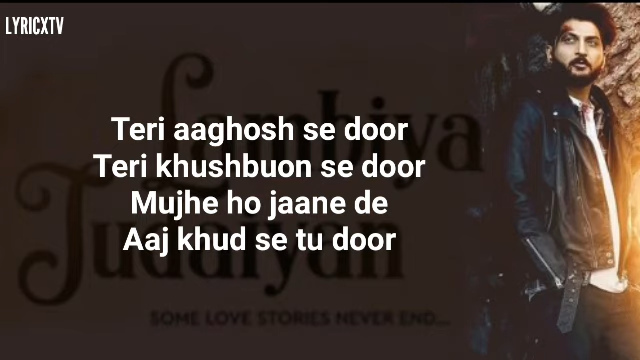 LYRICXTV
Lambiya
Judaiyan
Teri aaghosh se door
Teri khushbuon se door
Mujhe ho jaane de
Aaj khud se tu door
SOME LOVE STORIES NEVER END...